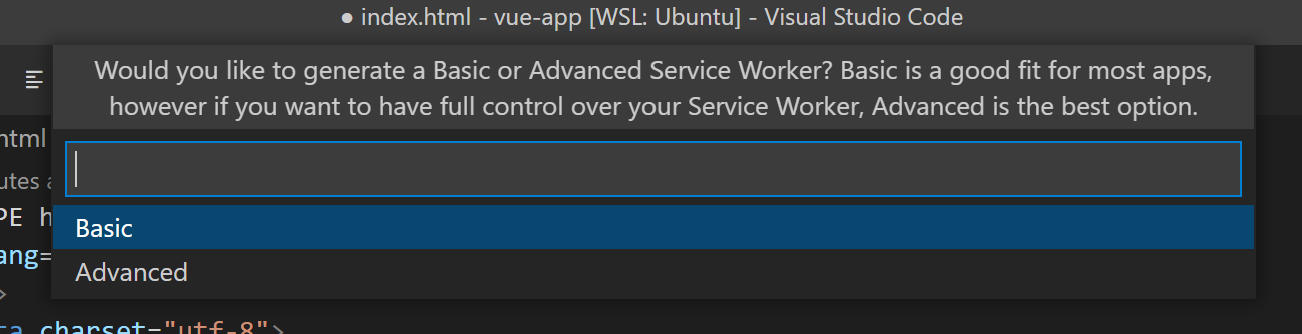 ● index.html - vue-app [WSL: Ubuntu] - Visual Studio Code
Would you like to generate a Basic or Advanced Service Worker? Basic is a good fit for most apps,
however if you want to have full control over your Service Worker, Advanced is the best option.
html
utes
Basic
PE h
Advanced
ang=
>
ta charset="utf-8">